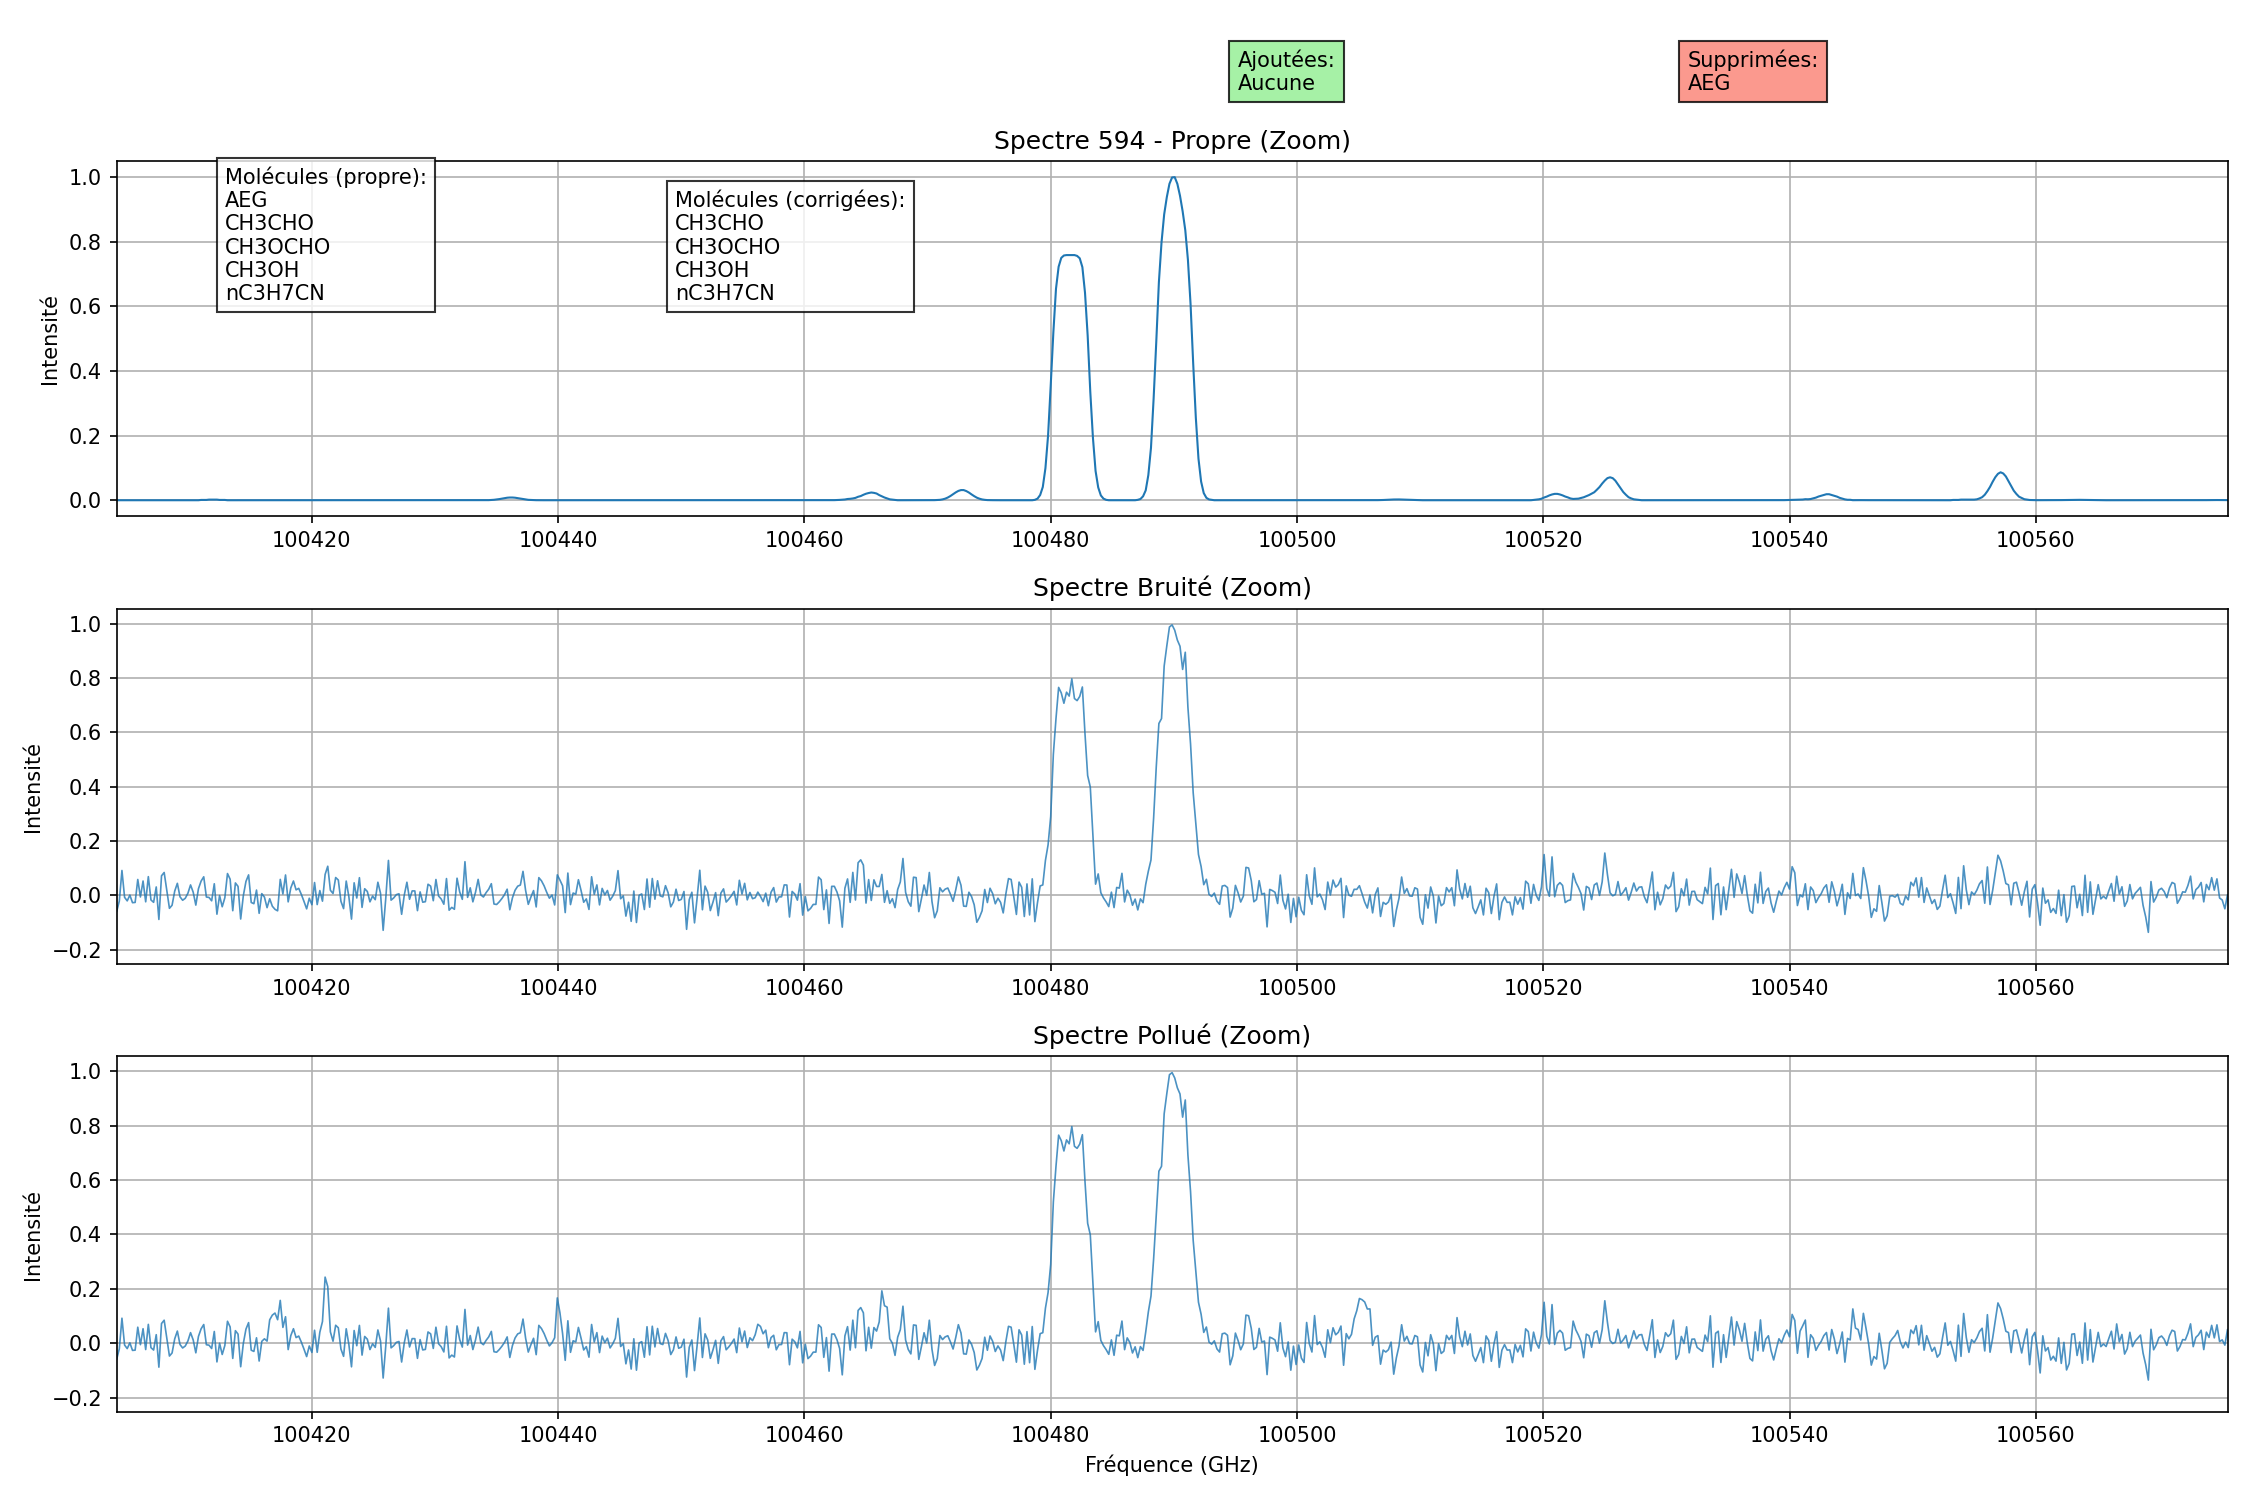 Ajoutées:
Aucune
Supprimées:
AEG
Spectre 594 - Propre (Zoom)
Molécules (propre):
AEG
CH3CHO
CH3OCHO
CH3OH
nC3H7CN
Molécules (corrigées):
CH3CHO
CH3OCHO
CH3OH
nC3H7CN
Intensité
1.0
0.8
0.6
0.4
0.2
0.0
100420 100440 100460 100480 100500 100520 100540 100560
Spectre Bruité (Zoom)
Intensité
1.0
0.8
0.6
0.4
0.2
0.0
−0.2
100420 100440 100460 100480 100500 100520 100540 100560
Spectre Pollué (Zoom)
Intensité
1.0
0.8
0.6
0.4
0.2
0.0
−0.2
100420 100440 100460 100480 100500 100520 100540 100560
Fréquence (GHz)